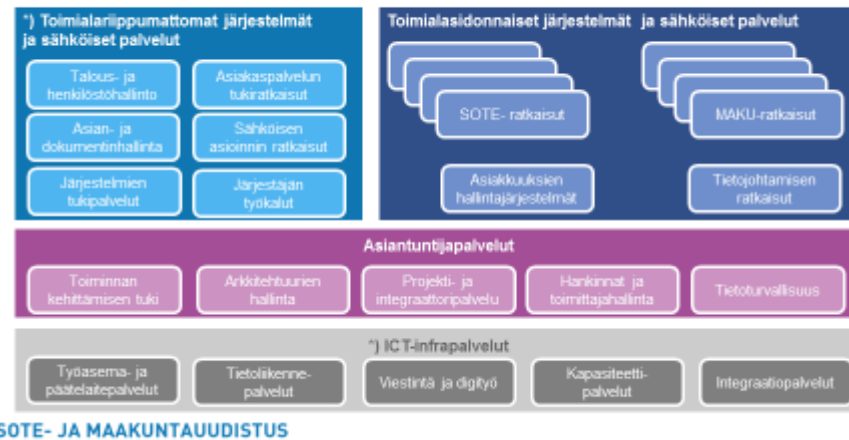 *) Toimialariippumattomat järjestelmät
ja sähköiset palvelut
Talous- ja
henkilöstöhallinto
Asiakaspalvelun
tukiratkaisut
Asian- ja
dokumentinhallinta
Sähköisen
asioinnin ratkaisut
Järjestelmien
tukipalvelut
Järjestäjän
työkalut
Toimialasidonnaiset järjestelmät ja sähköiset palvelut
SOTE- ratkaisut
MAKU-ratkaisut
Asiakkuuksien
hallintajärjestelmät
Tietojohtamisen
ratkaisut
Asiantuntijapalvelut
Toiminnan
kehittämisen tuki
Arkkitehtuurien
hallinta
Projekti- ja
integraattoripalvelu
Hankinnat ja
toimittajahallinta
Tietoturvallisuus
*) ICT-infrapalvelut
Työasema- ja
päätelaitepalvelut
Tietoliikenne-
palvelut
Viestintä ja digityö
Kapasiteetti-
palvelut
Integraatiopalvelut
SOTE- JA MAAKUNTAUUDISTUS